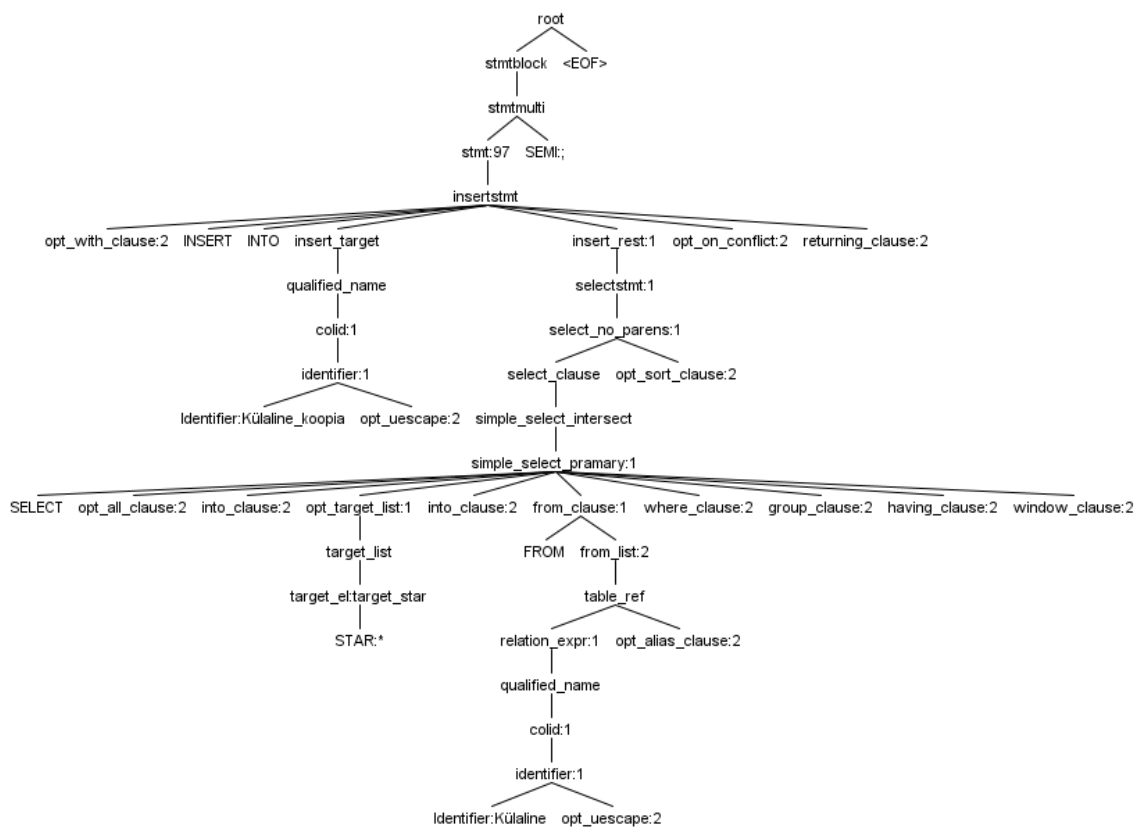 root
stmtblock <EOF>
stmtmulti
stmt:97 SEMI:;
insertstmt
opt_with_clause:2 INSERT INTO insert_target insert_rest:1 opt_on_conflict:2 returning_clause:2
qualified_name selectstmt:1
colid:1 select_no_parens:1
identifier:1 select_clause opt_sort_clause:2
Identifier:Külaline_koopia opt_uescape:2 simple_select_intersect
simple_select_pramary:1
SELECT opt_all_clause:2 into_clause:2 opt_target_list:1 into_clause:2 from_clause:1 where_clause:2 group_clause:2 having_clause:2 window_clause:2
target_list FROM from_list:2
target_el:target_star table_ref
STAR:* relation_expr:1 opt_alias_clause:2
qualified_name
colid:1
identifier:1
Identifier:Külaline opt_uescape:2